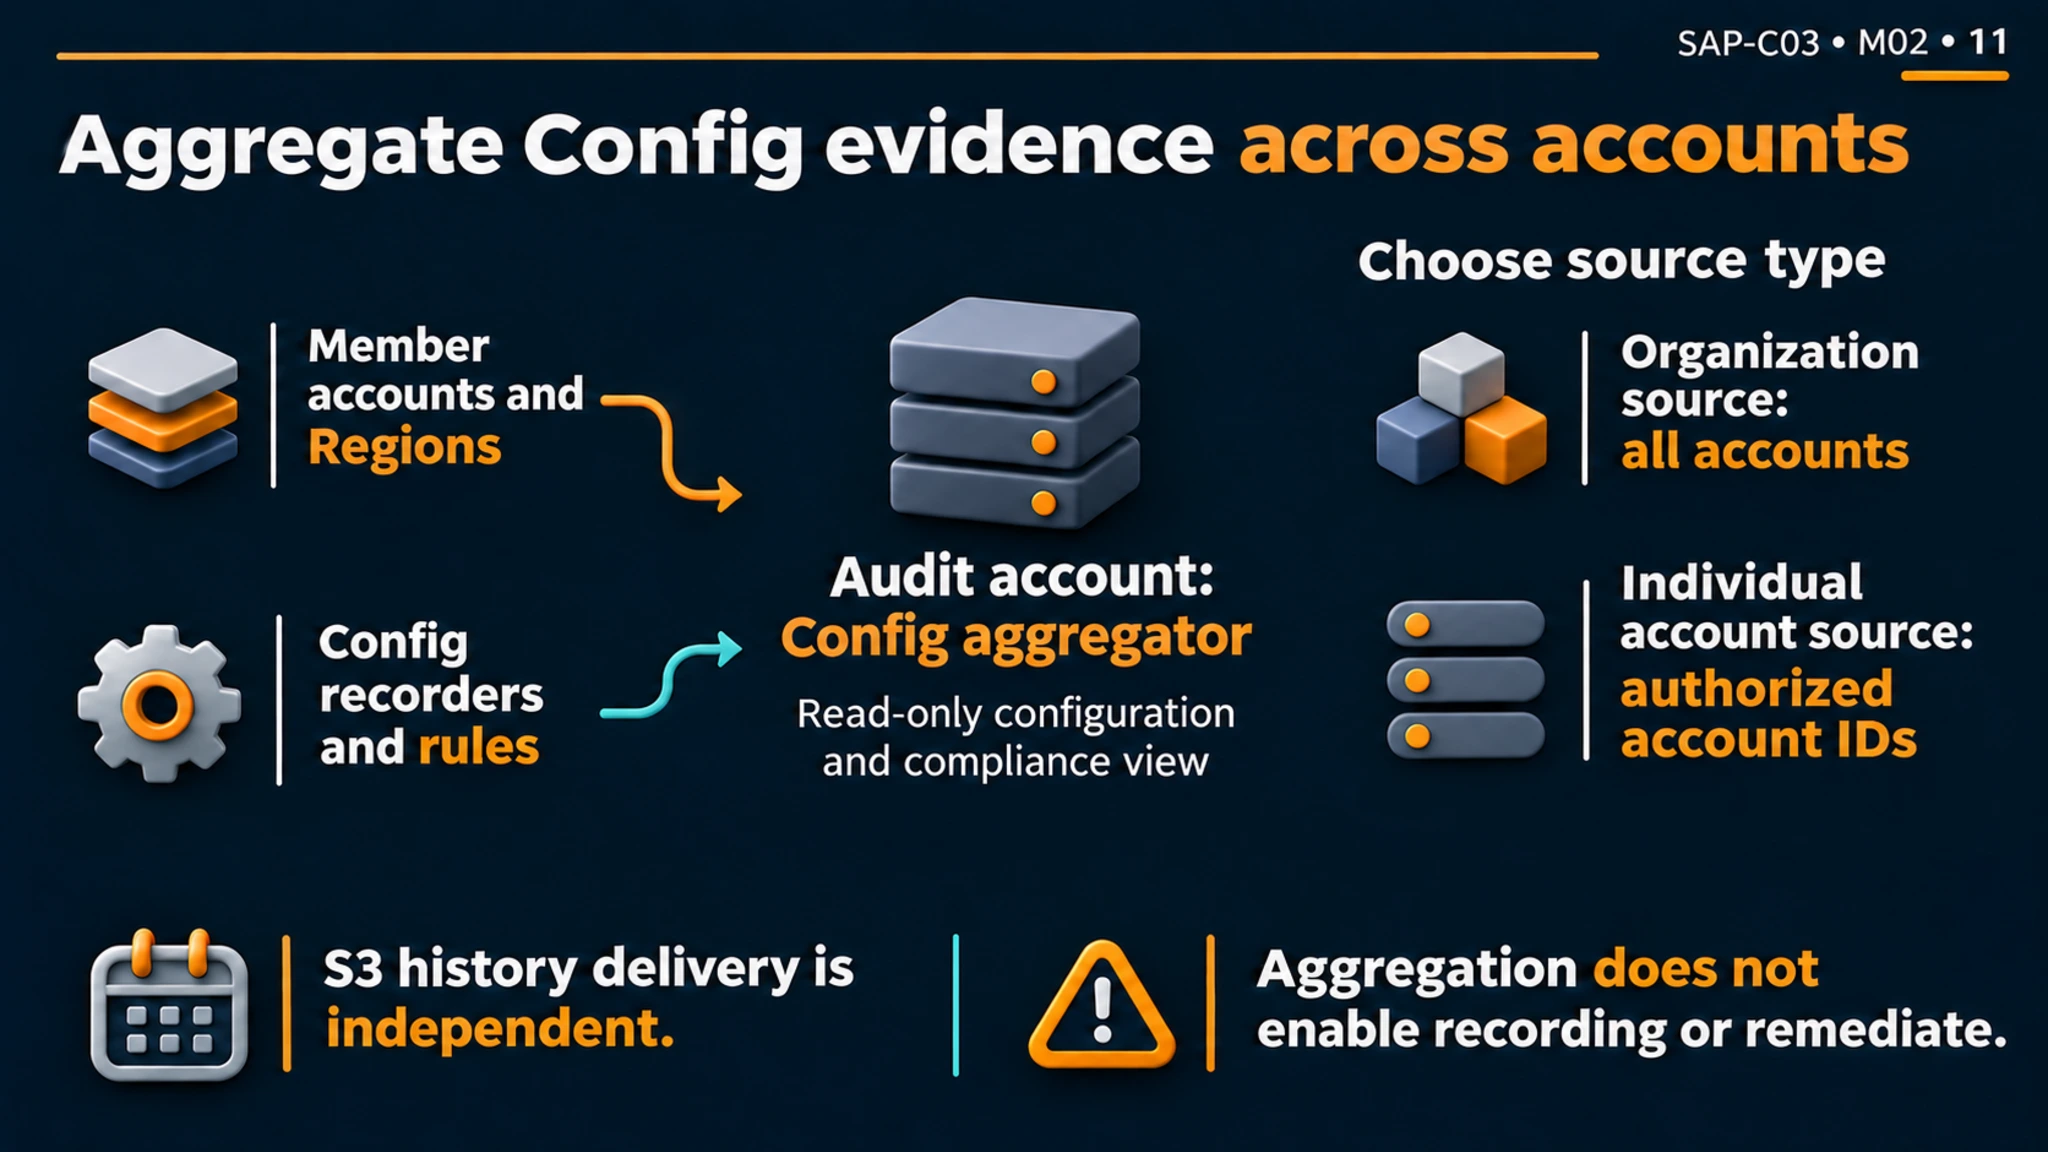 SAP-C03 • M02 • 11
Aggregate Config evidence across accounts
Member
accounts and
Regions
Config
recorders
and rules
Audit account:
Config aggregator
Read-only configuration
and compliance view
Choose source type
Organization
source:
all accounts
Individual
account source:
authorized
account IDs
S3 history delivery is
independent.
Aggregation does not
enable recording or remediate.